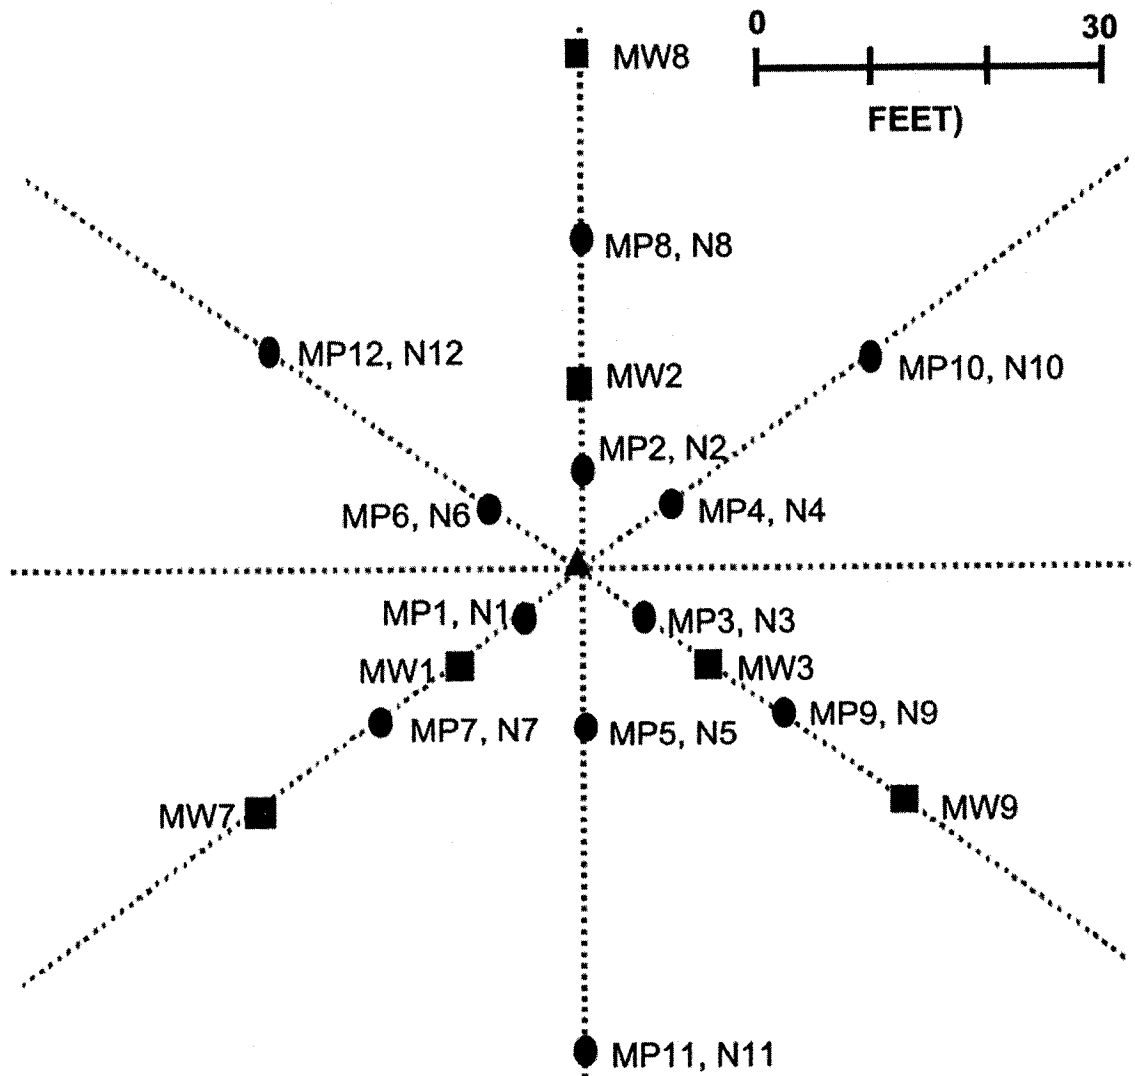 0 30
MW8
FEET)
MP8, N8
MP12, N12
MW2
MP10, N10
MP2, N2
MP6, N6
MP4, N4
MP1, N1
MP3, N3
MW1
MW3
MP7, N7
MP5, N5
MP9, N9
MW7
MW9
MP11, N11